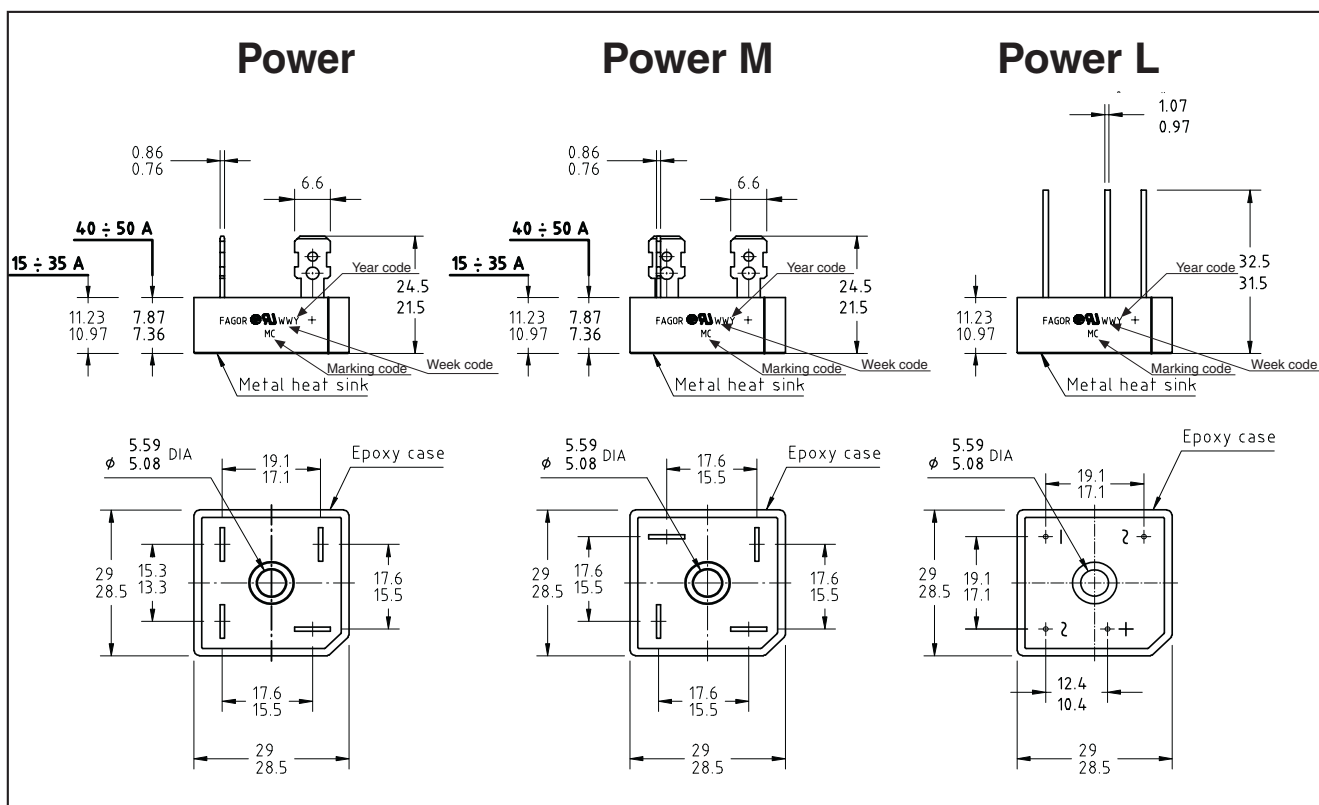 Power
0.86
0.76
6.6
40 ÷ 50 A
15 ÷ 35 A
Year code
24.5
21.5
11.23
10.97
7.87
7.36
FAGOR WWY +
MC
Week code
Marking code
Metal heat sink
5.59
ϕ 5.08 DIA
19.1
17.1
Epoxy case
29
28.5
15.3
13.3
17.6
15.5
17.6
15.5
29
28.5
Power M
0.86
0.76
6.6
40 ÷ 50 A
15 ÷ 35 A
Year code
24.5
21.5
11.23
10.97
7.87
7.36
FAGOR WWY +
MC
Week code
Marking code
Metal heat sink
5.59
ϕ 5.08 DIA
17.6
15.5
Epoxy case
29
28.5
17.6
15.5
17.6
15.5
17.6
15.5
29
28.5
Power L
1.07
0.97
Year code
32.5
31.5
11.23
10.97
FAGOR WWY +
MC
Week code
Marking code
Metal heat sink
5.59
ϕ 5.08 DIA
19.1
17.1
Epoxy case
29
28.5
19.1
17.1
+
12.4
10.4
29
28.5